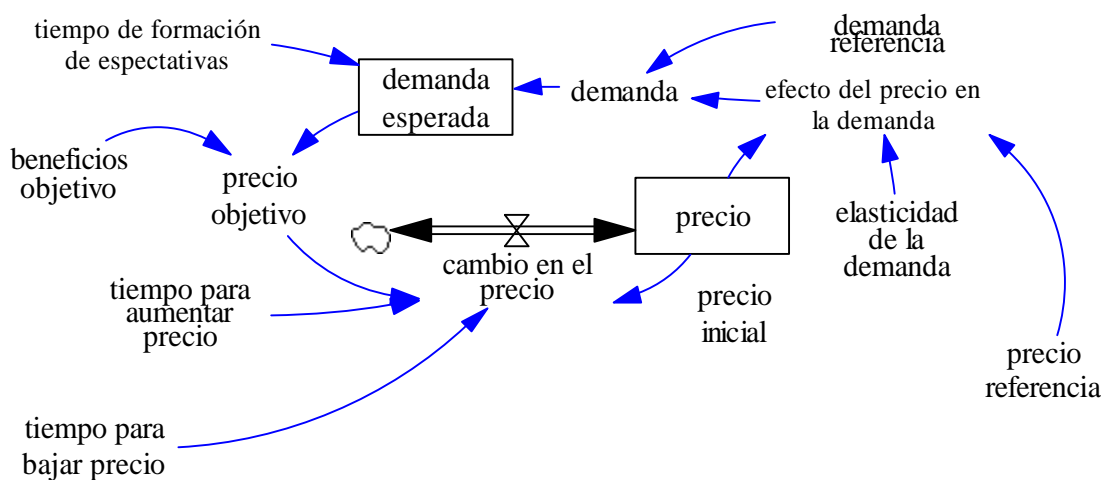 tiempo de formación
de espectativas
demanda
esperada
demanda
demanda
referencia
efecto del precio en
la demanda
beneficios
objetivo
precio
objetivo
precio
elasticidad
de la
demanda
cambio en el
precio
tiempo para
aumentar
precio
precio
inicial
precio
referencia
tiempo para
bajar precio